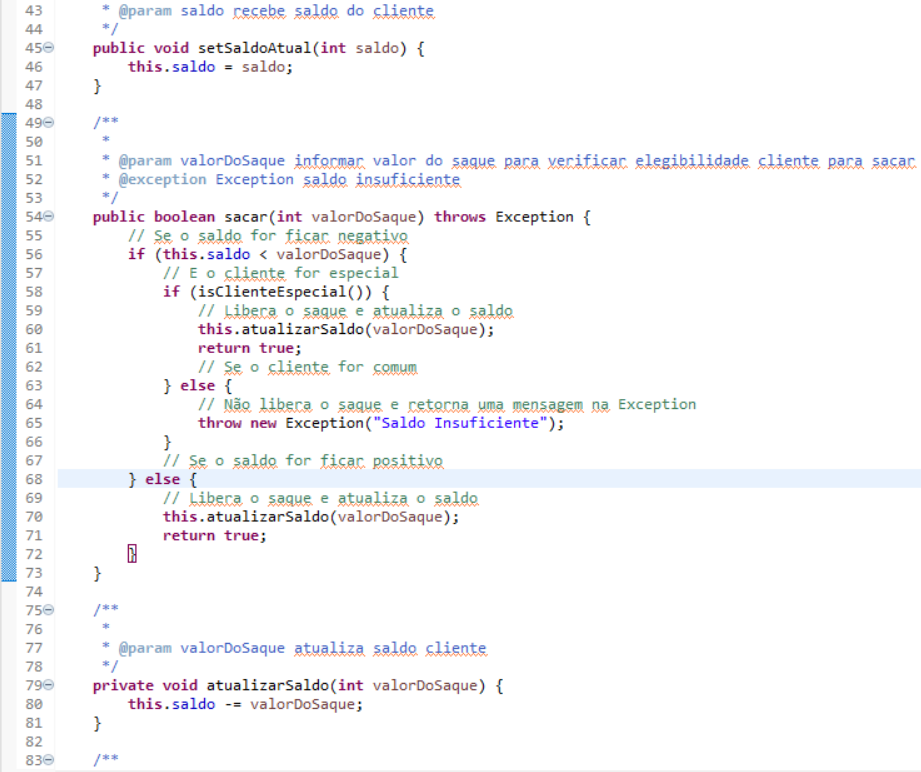 43 * @param saldo recebe saldo do cliente
44 */
45 public void setSaldoAtual(int saldo) {
46 this.saldo = saldo;
47 }
48
49 /**
50 *
51 * @param valorDoSaque informar valor do saque para verificar elegibilidade cliente para sacar
52 * @exception Exception saldo insuficiente
53 */
54 public boolean sacar(int valorDoSaque) throws Exception {
55 // Se o saldo for ficar negativo
56 if (this.saldo < valorDoSaque) {
57 // E o cliente for especial
58 if (isClienteEspecial()) {
59 // Libera o saque e atualiza o saldo
60 this.atualizarSaldo(valorDoSaque);
61 return true;
62 // Se o cliente for comum
63 } else {
64 // Não libera o saque e retorna uma mensagem na Exception
65 throw new Exception("Saldo Insuficiente");
66 }
67 // Se o saldo for ficar positivo
68 } else {
69 // Libera o saque e atualiza o saldo
70 this.atualizarSaldo(valorDoSaque);
71 return true;
72 }
73 }
74
75 /**
76 *
77 * @param valorDoSaque atualiza saldo cliente
78 */
79 private void atualizarSaldo(int valorDoSaque) {
80 this.saldo -= valorDoSaque;
81 }
82
83 /**